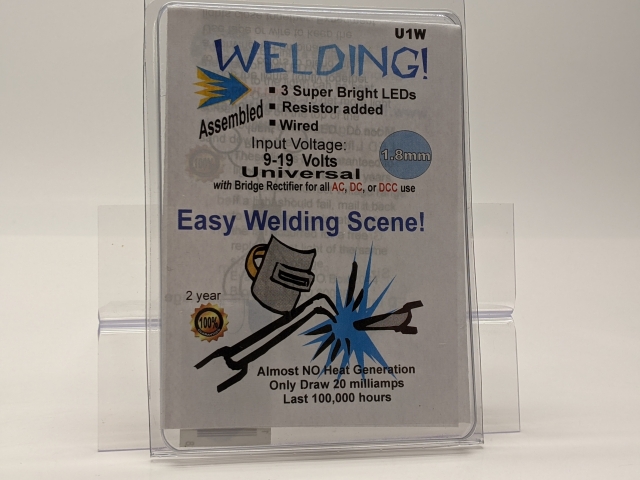 U1W
WELDING!
Assembled
▪ 3 Super Bright LEDs
▪ Resistor added
▪ Wired
Input Voltage:
9-19 Volts
1.8mm
Universal
with Bridge Rectifier for all AC, DC, or DCC use
Easy Welding Scene!
2 year
100%
Almost NO Heat Generation
Only Draw 20 milliamps
Last 100,000 hours